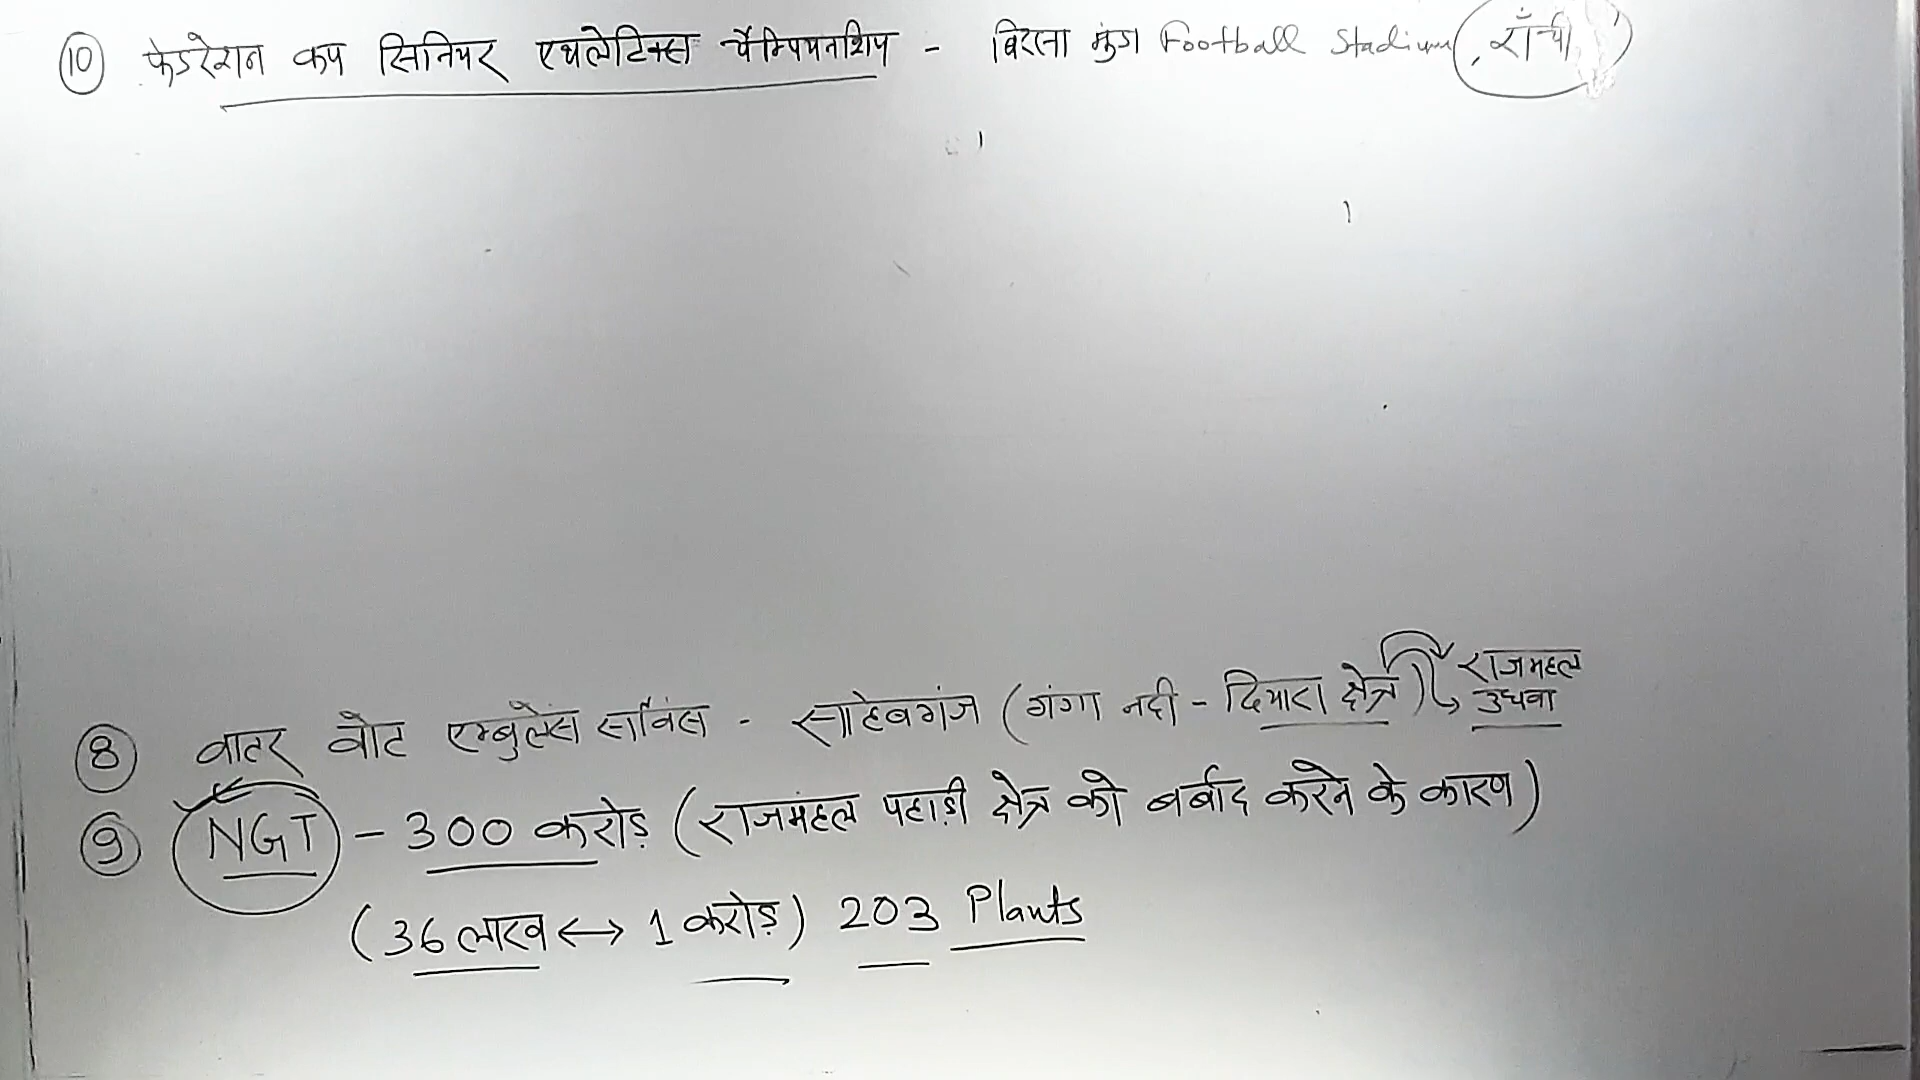 ⑩ फेडरेशन कप सिनियर एथलेटिक्स चैम्पियनशिप - बिरसा मुंडा Football Stadium, राँची
⑧ वाटर वोट एम्बुलेंस सर्विस - साहेबगंज (गंगा नदी - दियारा क्षेत्र) राजमहल
उधवा
⑨ NGT - 300 करोड़ (राजमहल पहाड़ी क्षेत्र को बर्बाद करने के कारण)
(36 लाख ↔ 1 करोड़) 203 Plants